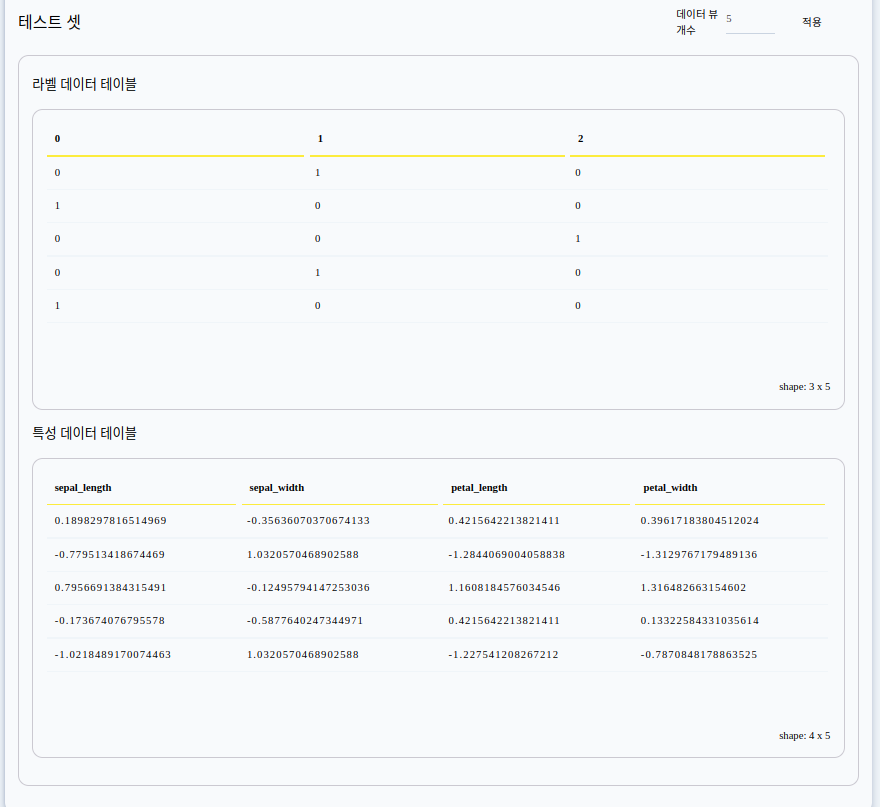 테스트 셋
데이터 뷰 개수 5 적용
라벨 데이터 테이블
0 1 2
0 1 0
1 0 0
0 0 1
0 1 0
1 0 0
shape: 3 x 5
특성 데이터 테이블
sepal_length sepal_width petal_length petal_width
0.1898297816514969 -0.35636070370674133 0.4215642213821411 0.39617183804512024
-0.779513418674469 1.0320570468902588 -1.2844069004058838 -1.3129767179489136
0.7956691384315491 -0.12495794147253036 1.1608184576034546 1.316482663154602
-0.173674076795578 -0.5877640247344971 0.4215642213821411 0.13322584331035614
-1.0218489170074463 1.0320570468902588 -1.227541208267212 -0.7870848178863525
shape: 4 x 5